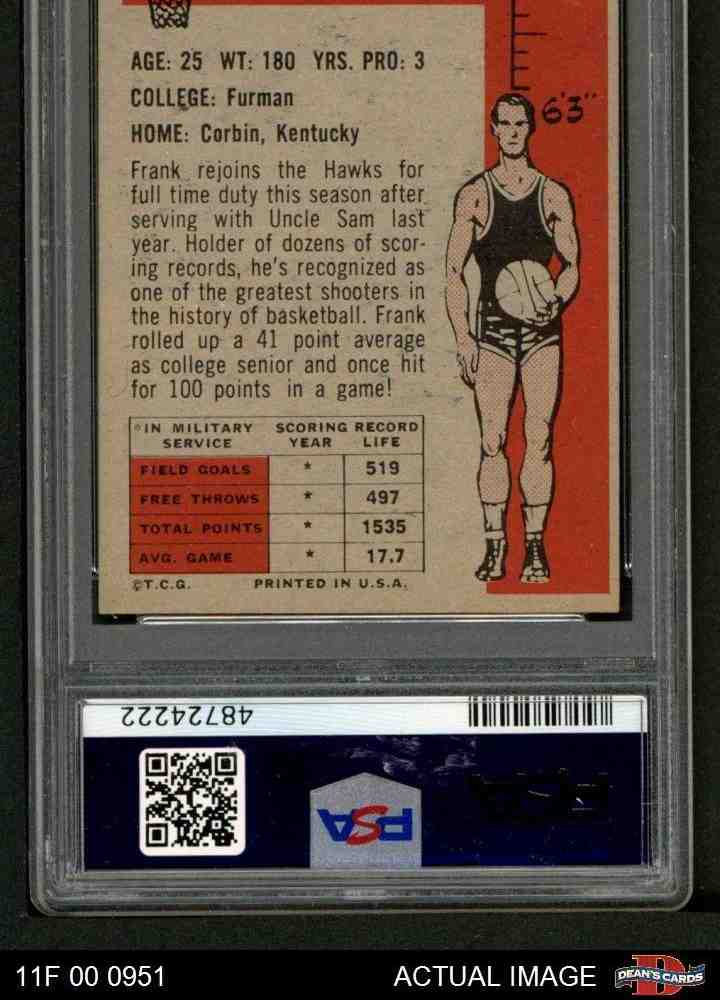 AGE: 25 WT: 180 YRS. PRO: 3
COLLEGE: Furman
HOME: Corbin, Kentucky
6'3"
Frank rejoins the Hawks for
full time duty this season after
serving with Uncle Sam last
year. Holder of dozens of scor-
ing records, he's recognized as
one of the greatest shooters in
the history of basketball. Frank
rolled up a 41 point average
as college senior and once hit
for 100 points in a game!
*IN MILITARY SERVICE SCORING RECORD
YEAR LIFE
FIELD GOALS * 519
FREE THROWS * 497
TOTAL POINTS * 1535
AVG. GAME * 17.7
©T.C.G. PRINTED IN U.S.A.
48724222
PSA
11F 00 0951 ACTUAL IMAGE DEAN'S CARDS